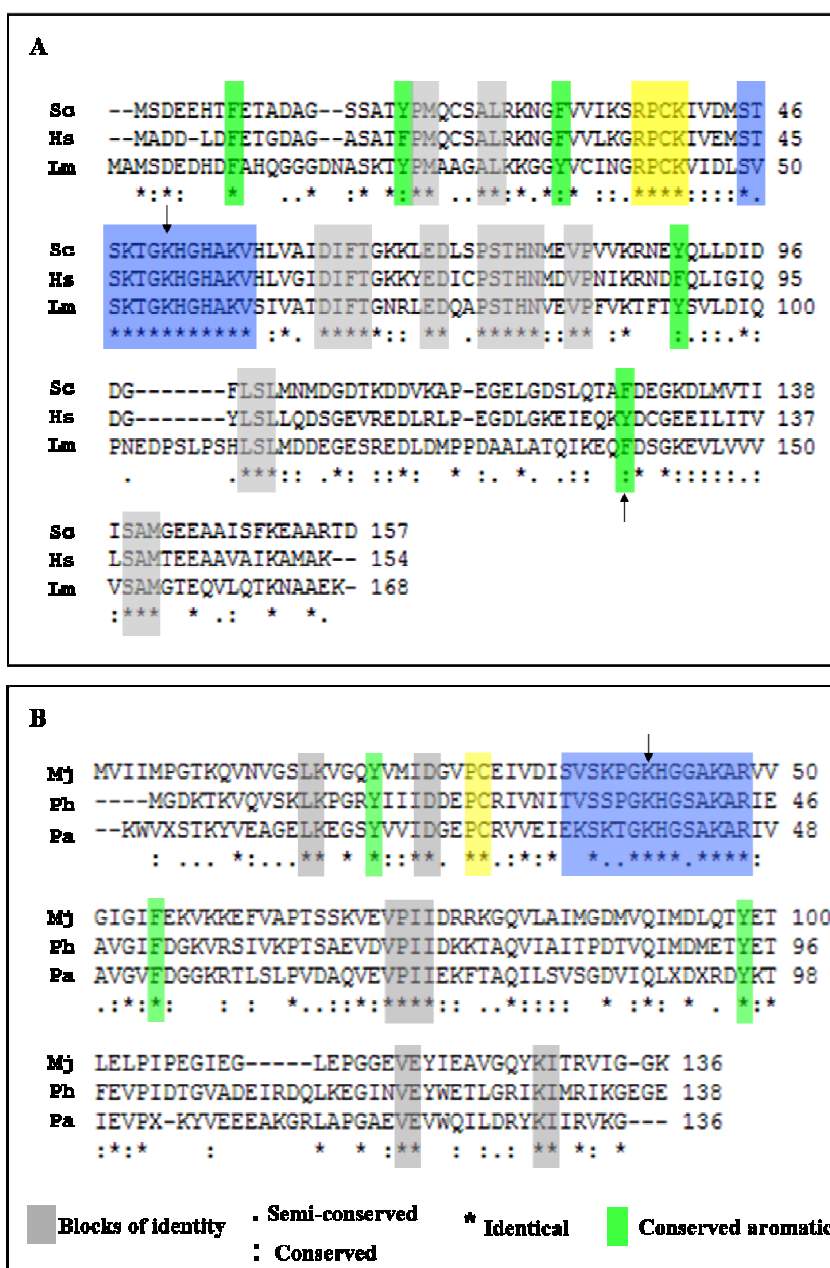 A
Sc --MSDEEHTFETADAG--SSATYPMQCSALRKNGFVVIKSRPCKIVDMST 46
Hs --MADD-LDFETGDAG--ASATFPMQCSALRKNGFVVLKGRPCKIVEMST 45
Lm MAMSDEDHDFAHQGGGDNASKTYPMAAGALKKGGYVCINGRPCKVIDLSV 50
*:*: * ..* *:** ..**:*.*:* ::.****::::*.
Sc SKTGKHGHAKVHLVAIDIFTGKKLEDLSPSTHNMEVPVVKRNEYQLLDID 96
Hs SKTGKHGHAKVHLVGIDIFTGKKYEDICPSTHNMDVPNIKRNDFQLIGIQ 95
Lm SKTGKHGHAKVSIVATDIFTGNRLEDQAPSTHNVEVPFVKTFTYSVLDIQ 100
*********** :*. ****:: ** .*****::** :* :.::.*:
Sc DG-------FLSLMNMDGDTKDDVKAP-EGELGDSLQTAFDEGKDLMVTI 138
Hs DG-------YLSLLQDSGEVREDLRLP-EGDLGKEIEQKYDCGEEILITV 137
Lm PNEDPSLPSHLSLMDDEGESREDLDMPPDAALATQIKEQFDSGKEVLVVV 150
. .***:: .*: ::*: * :. *. .:: :* *:::::.:
Sc ISAMGEEAAISFKEAARTD 157
Hs LSAMTEEAAVAIKAMAK-- 154
Lm VSAMGTEQVLQTKNAAEK- 168
:*** * .: * *.
B
Mj MVIIMPGTKQVNVGSLKVGQYVMIDGVPCEIVDISVSKPGKHGGAKARVV 50
Ph ----MGDKTKVQVSKLKPGRYIIIDDEPCRIVNITVSSPGKHGSAKARIE 46
Pa --KWVXSTKYVEAGELKEGSYVVIDGEPCRVVEIEKSKTGKHGSAKARIV 48
: ... *:...** * *::**. **.:*:* *..****.****:
Mj GIGIFEKVKKEFVAPTSSKVEVPIIDRRKGQVLAIMGDMVQIMDLQTYET 100
Ph AVGIFDGKVRSIVKPTSAEVDVPIIDKKTAQVIAITPDTVQIMDMETYET 96
Pa AVGVFDGGKRTLSLPVDAQVEVPIIEKFTAQILSVSGDVIQLXDXRDYKT 98
.:*:*: : : *..::*:****:: ..*:::: * :*: * . *:*
Mj LELPIPEGIEG-----LEPGGEVEYIEAVGQYKITRVIG-GK 136
Ph FEVPIDTGVADEIRDQLKEGINVEYWETLGRIKIMRIKGEGE 138
Pa IEVPX-KYVEEEAKGRLAPGAEVEVWQILDRYKIIRVKG--- 136
:*:* : * * :** : :.: ** *: *
Blocks of identity
. Semi-conserved
: Conserved
* Identical
Conserved aromatic